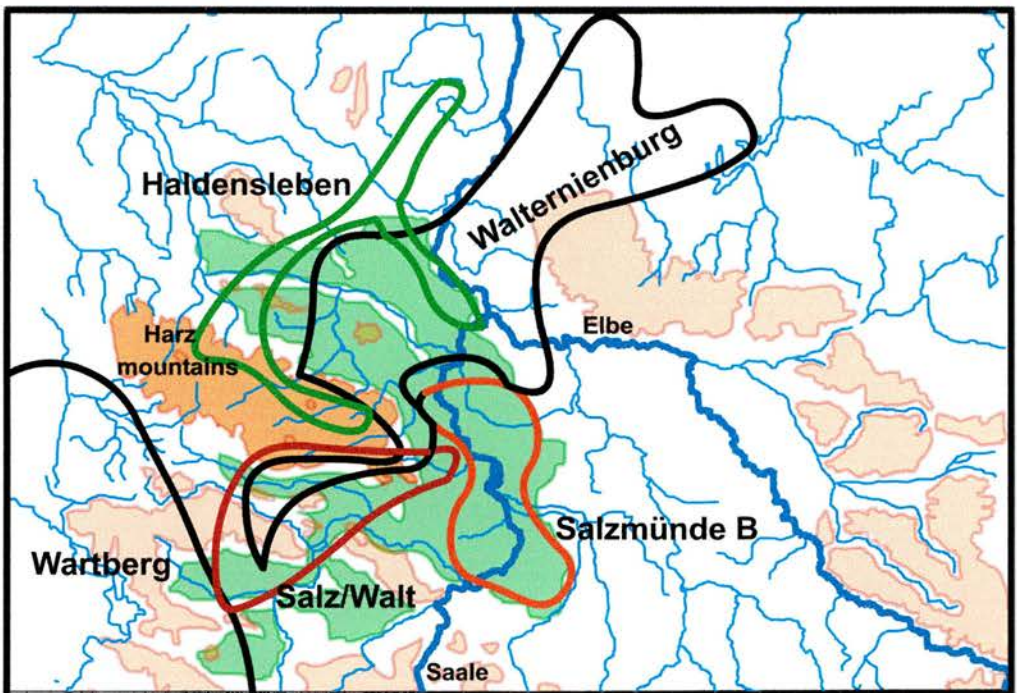 Haldensleben
Walternienburg
Harz
mountains
Elbe
Salzmünde B
Wartberg
Salz/Walt
Saale